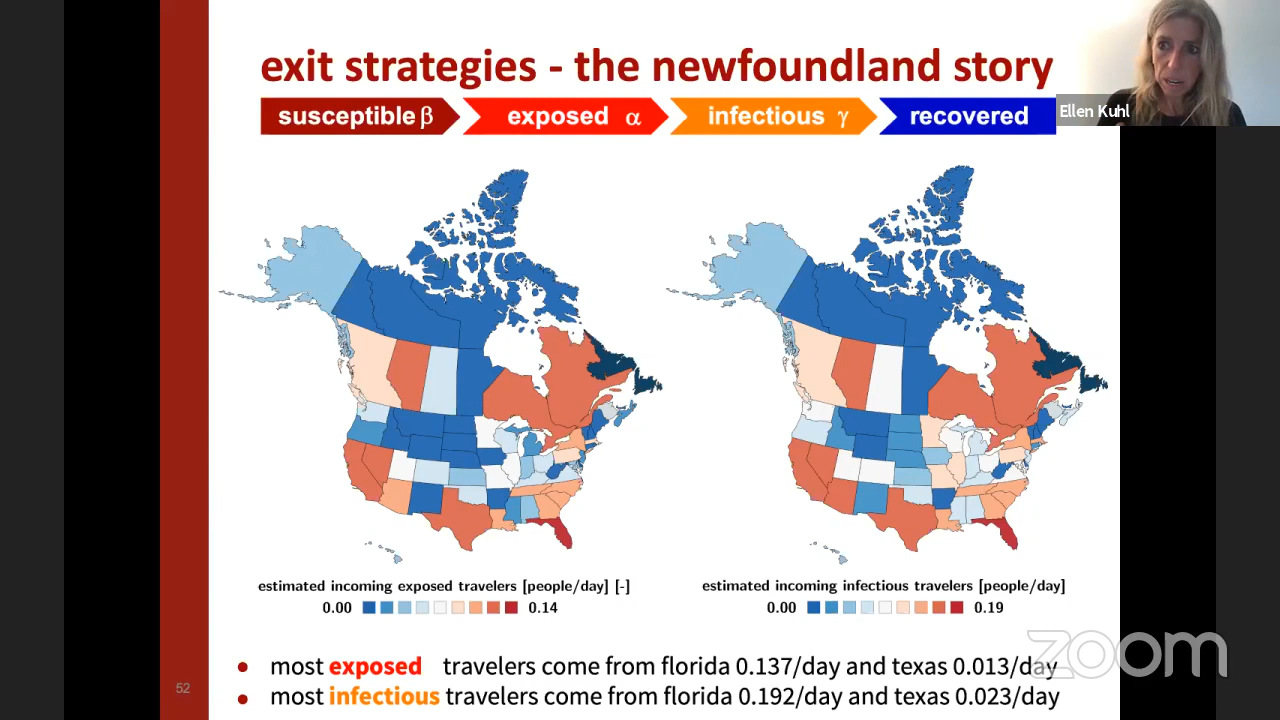 exit strategies - the newfoundland story
susceptible β exposed α infectious γ recovered
Ellen Kuhl
estimated incoming exposed travelers [people/day] [-]
0.00 0.14
estimated incoming infectious travelers [people/day]
0.00 0.19
• most exposed travelers come from florida 0.137/day and texas 0.013/day
• most infectious travelers come from florida 0.192/day and texas 0.023/day
52
zoom